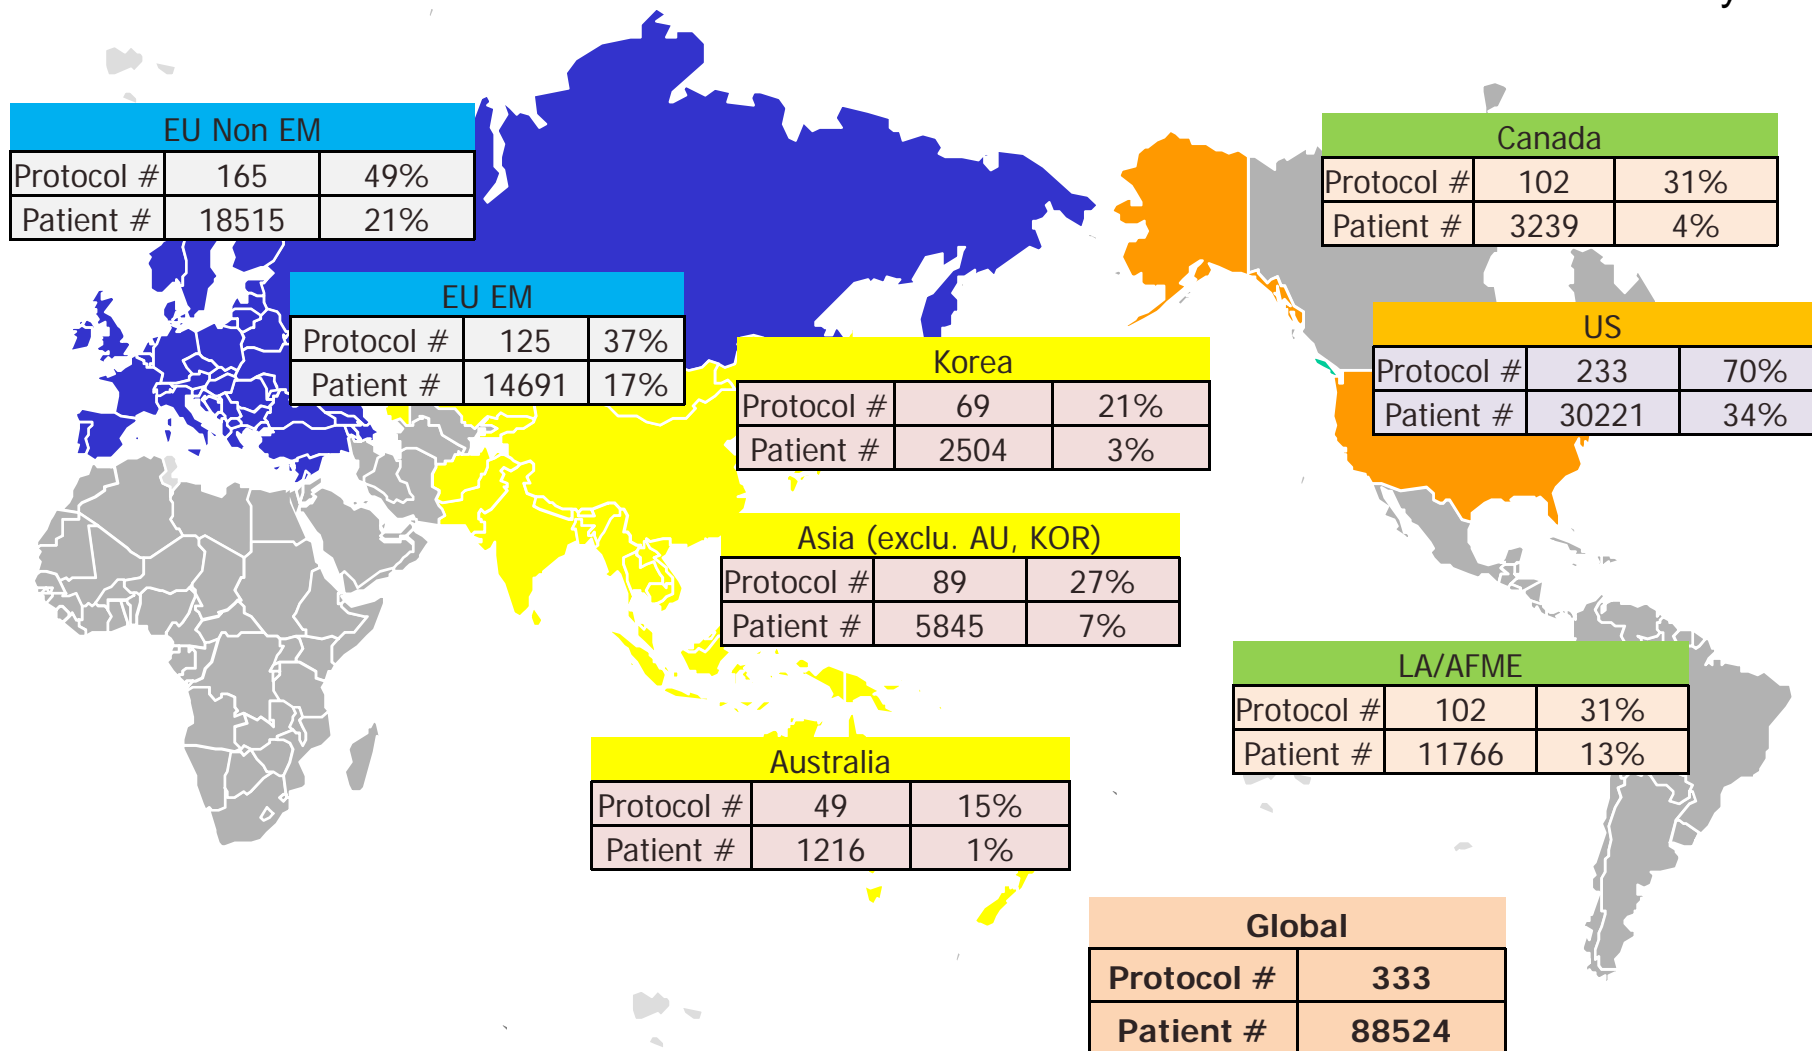 EU Non EM
Protocol # 165 49%
Patient # 18515 21%
EU EM
Protocol # 125 37%
Patient # 14691 17%
Korea
Protocol # 69 21%
Patient # 2504 3%
Asia (exclu. AU, KOR)
Protocol # 89 27%
Patient # 5845 7%
Australia
Protocol # 49 15%
Patient # 1216 1%
Canada
Protocol # 102 31%
Patient # 3239 4%
US
Protocol # 233 70%
Patient # 30221 34%
LA/AFME
Protocol # 102 31%
Patient # 11766 13%
Global
Protocol # 333
Patient # 88524